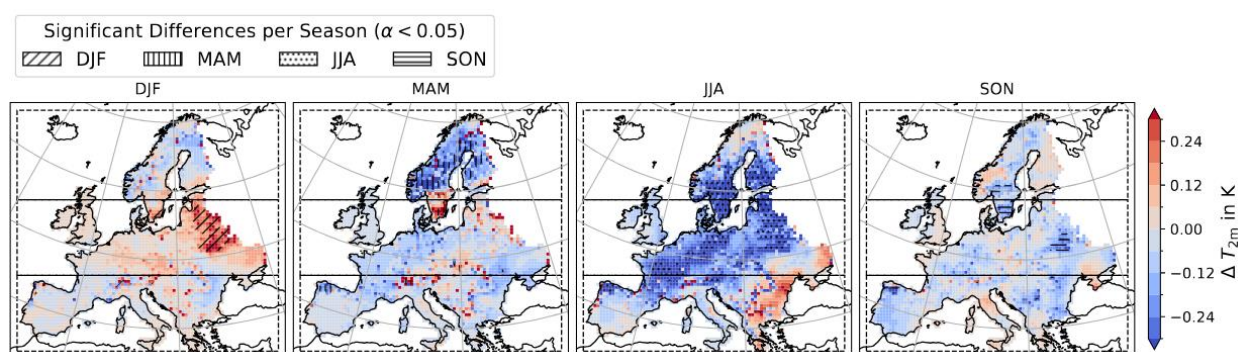 Significant Differences per Season (α < 0.05)
DJF MAM JJA SON
DJF MAM JJA SON
0.24
0.12
0.00
−0.12
−0.24
Δ T2m in K